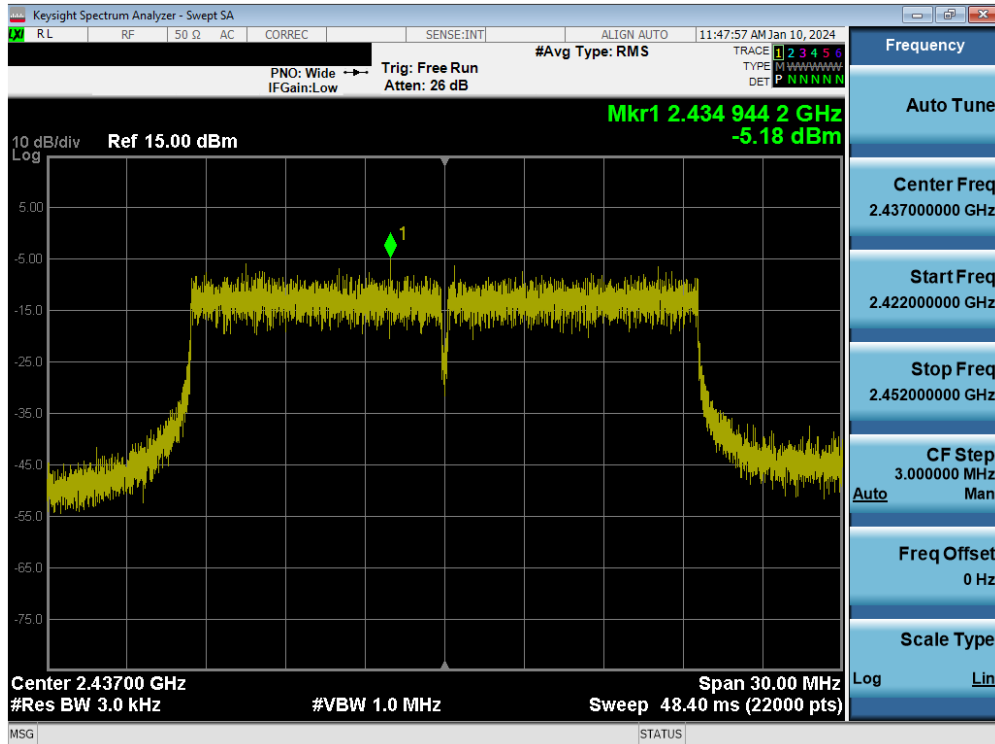 Keysight Spectrum Analyzer - Swept SA
LXI RL RF 50 Ω AC CORREC SENSE:INT ALIGN AUTO 11:47:57 AM Jan 10, 2024
PNO: Wide
IFGain:Low
Trig: Free Run
Atten: 26 dB
#Avg Type: RMS
TRACE 1 2 3 4 5 6
TYPE M W W W W W
DET P N N N N N
Mkr1 2.434 944 2 GHz
-5.18 dBm
10 dB/div
Log
Ref 15.00 dBm
1
5.00
-5.00
-15.0
-25.0
-35.0
-45.0
-55.0
-65.0
-75.0
Center 2.43700 GHz
Span 30.00 MHz
#Res BW 3.0 kHz
#VBW 1.0 MHz
Sweep 48.40 ms (22000 pts)
MSG
STATUS
Frequency
Auto Tune
Center Freq
2.437000000 GHz
Start Freq
2.422000000 GHz
Stop Freq
2.452000000 GHz
CF Step
3.000000 MHz
Auto Man
Freq Offset
0 Hz
Scale Type
Log Lin